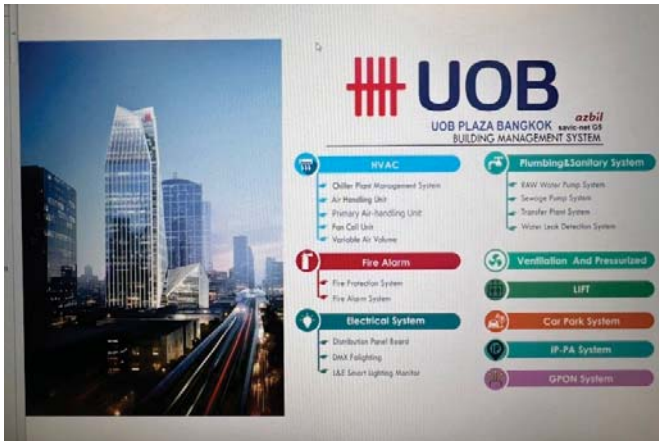 UOB
azbil
UOB PLAZA BANGKOK savic-net G5
BUILDING MANAGEMENT SYSTEM
HVAC
Chiller Plant Management System
Air Handling Unit
Primary Air-handling Unit
Fan Coil Unit
Variable Air Volume
Fire Alarm
Fire Protection System
Fire Alarm System
Electrical System
Distribution Panel Board
DMX Falighting
L&E Smart Lighting Monitor
Plumbing&Sanitary System
RAW Water Pump System
Sewage Pump System
Transfer Plant System
Water Leak Detection System
Ventilation And Pressurized
LIFT
Car Park System
IP-PA System
GPON System